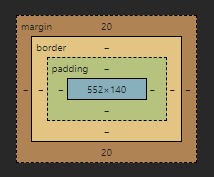 margin 20
border –
padding –
– – – 552×140 – – –
–
–
20